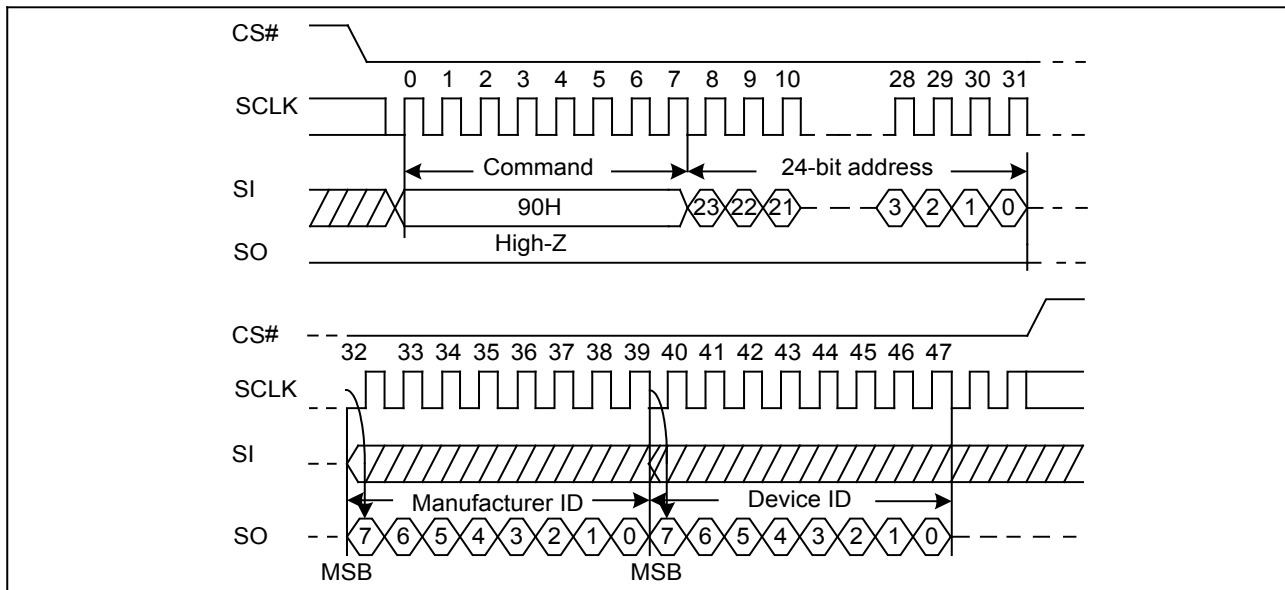 CS#
0 1 2 3 4 5 6 7 8 9 10 28 29 30 31
SCLK
Command 24-bit address
SI
90H 23 22 21 3 2 1 0
High-Z
SO
CS#
32 33 34 35 36 37 38 39 40 41 42 43 44 45 46 47
SCLK
SI
Manufacturer ID Device ID
SO 7 6 5 4 3 2 1 0 7 6 5 4 3 2 1 0
MSB MSB